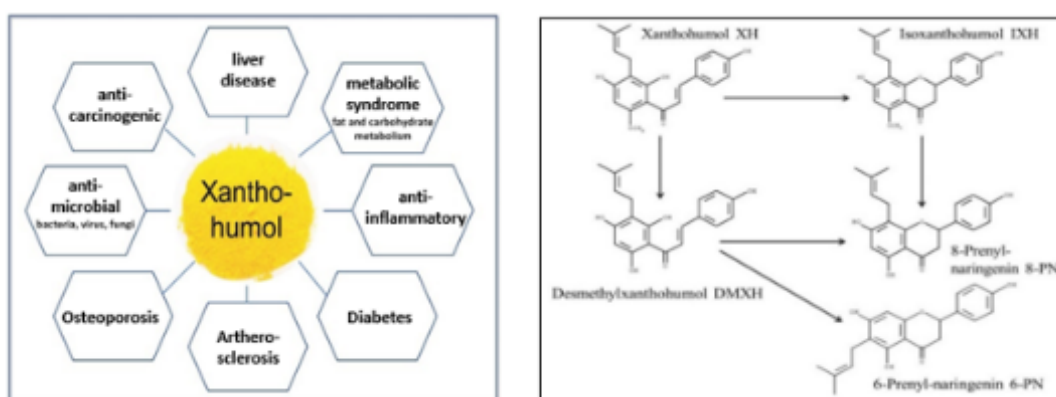 liver
disease
anti-
carcinogenic
metabolic
syndrome
fat and carbohydrate
metabolism
anti-
microbial
bacteria, virus, fungi
Xantho-
humol
anti-
inflammatory
Osteoporosis
Arthero-
sclerosis
Diabetes
Xanthohumol XH
Isoxanthohumol IXH
Desmethylxanthohumol DMXH
8-Prenyl-
naringenin 8-PN
6-Prenyl-naringenin 6-PN